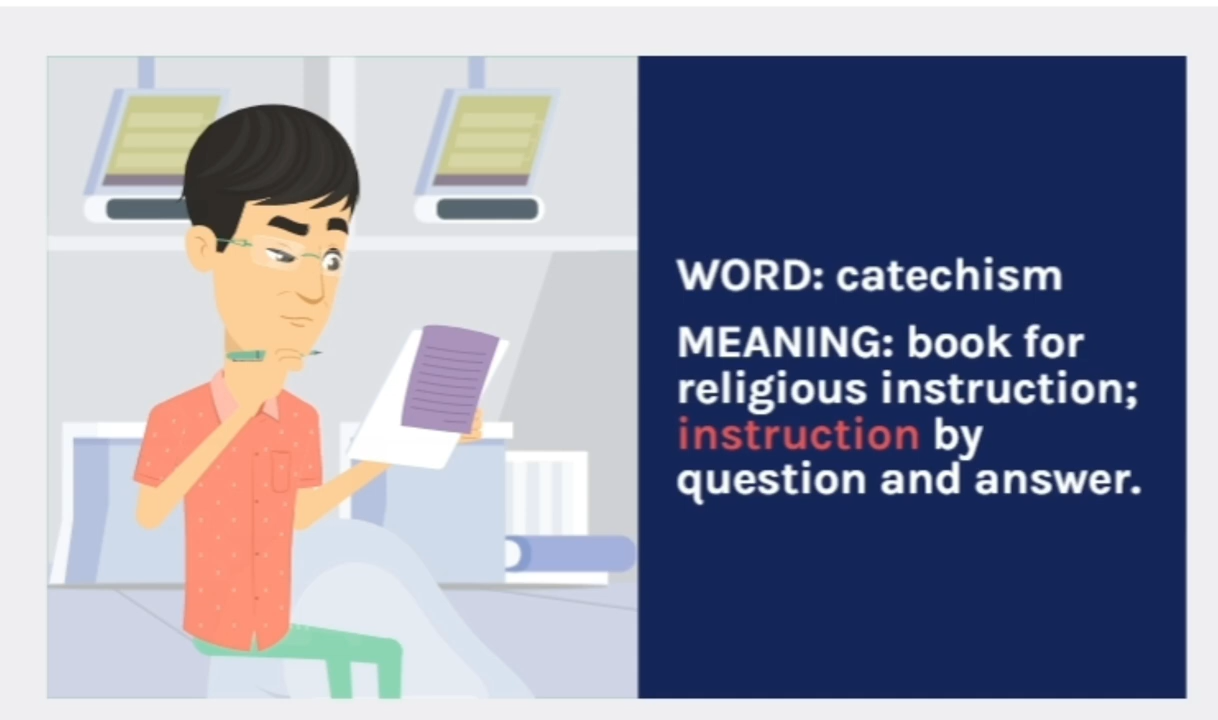 WORD: catechism
MEANING: book for
religious instruction;
instruction by
question and answer.